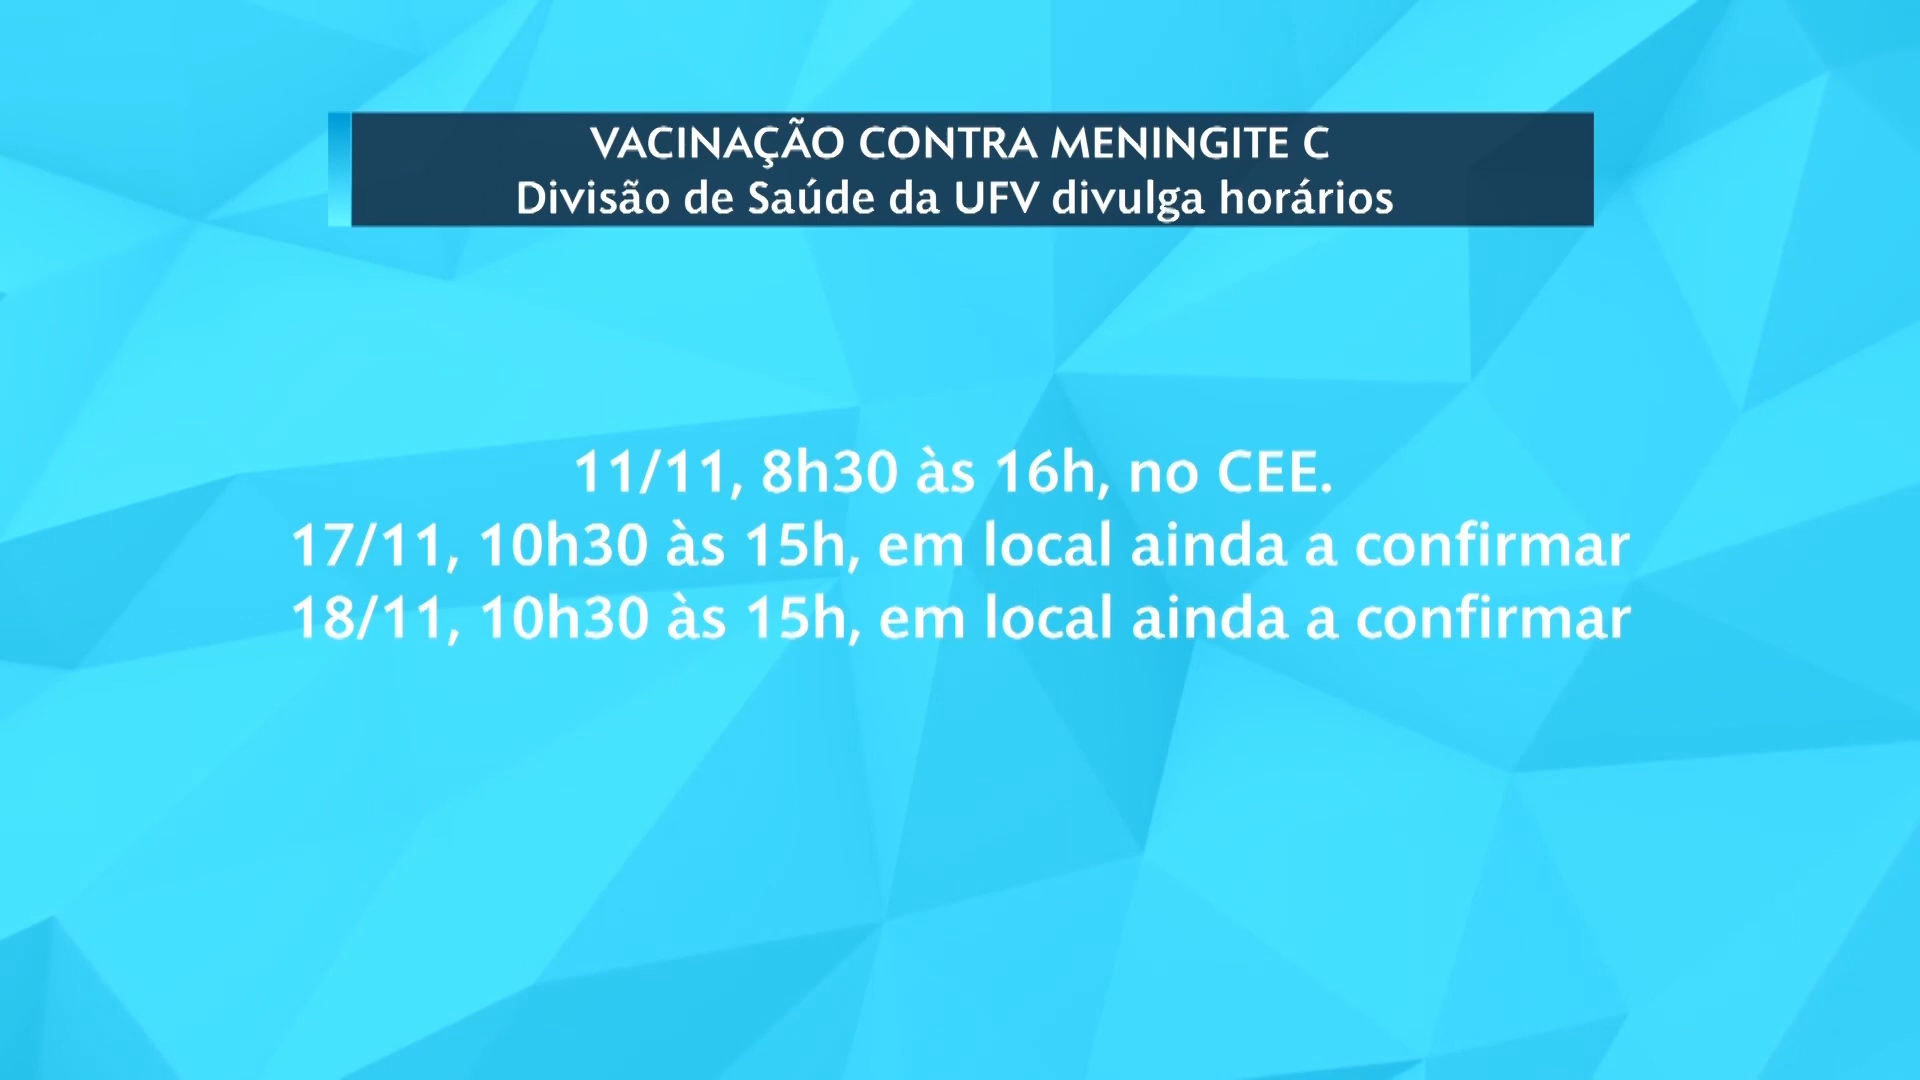 VACINAÇÃO CONTRA MENINGITE C
Divisão de Saúde da UFV divulga horários
11/11, 8h30 às 16h, no CEE.
17/11, 10h30 às 15h, em local ainda a confirmar
18/11, 10h30 às 15h, em local ainda a confirmar